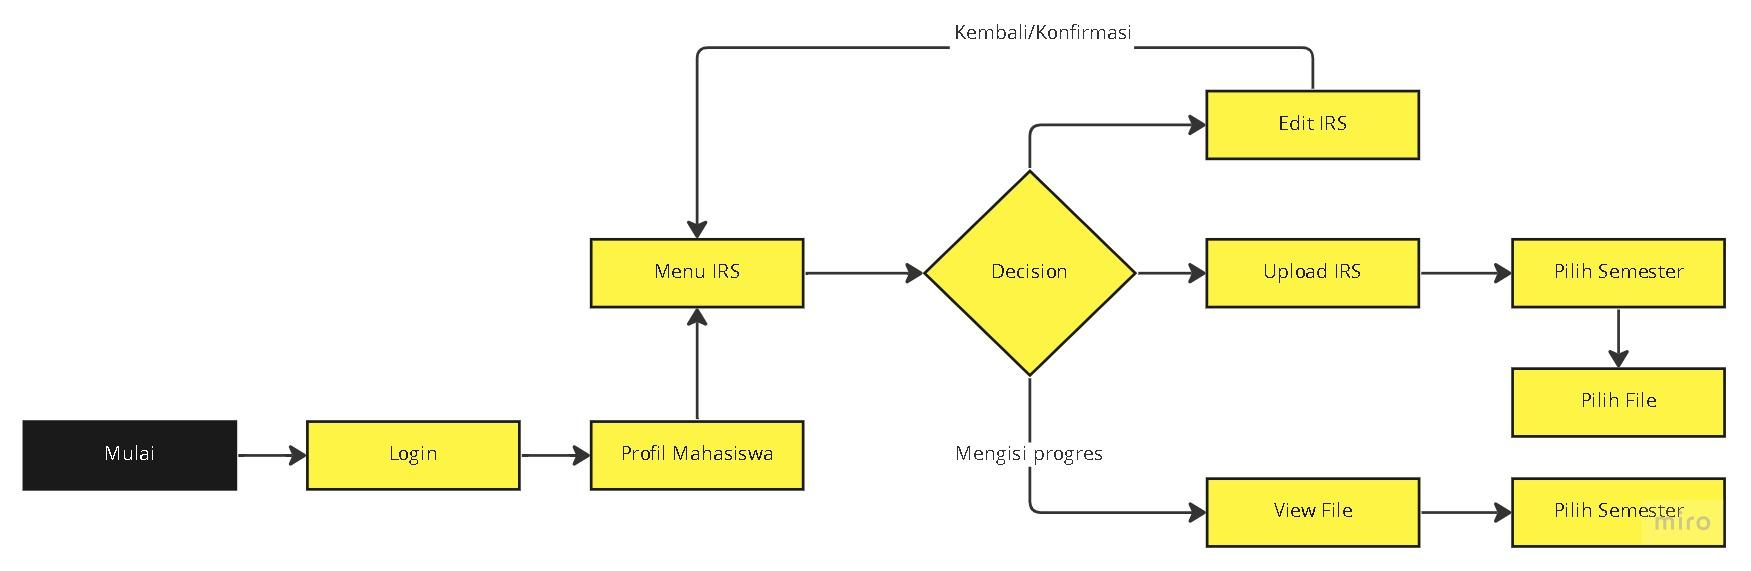 Kembali/Konfirmasi
Edit IRS
Menu IRS
Decision
Upload IRS
Pilih Semester
Pilih File
Mulai
Login
Profil Mahasiswa
Mengisi progres
View File
Pilih Semester
miro